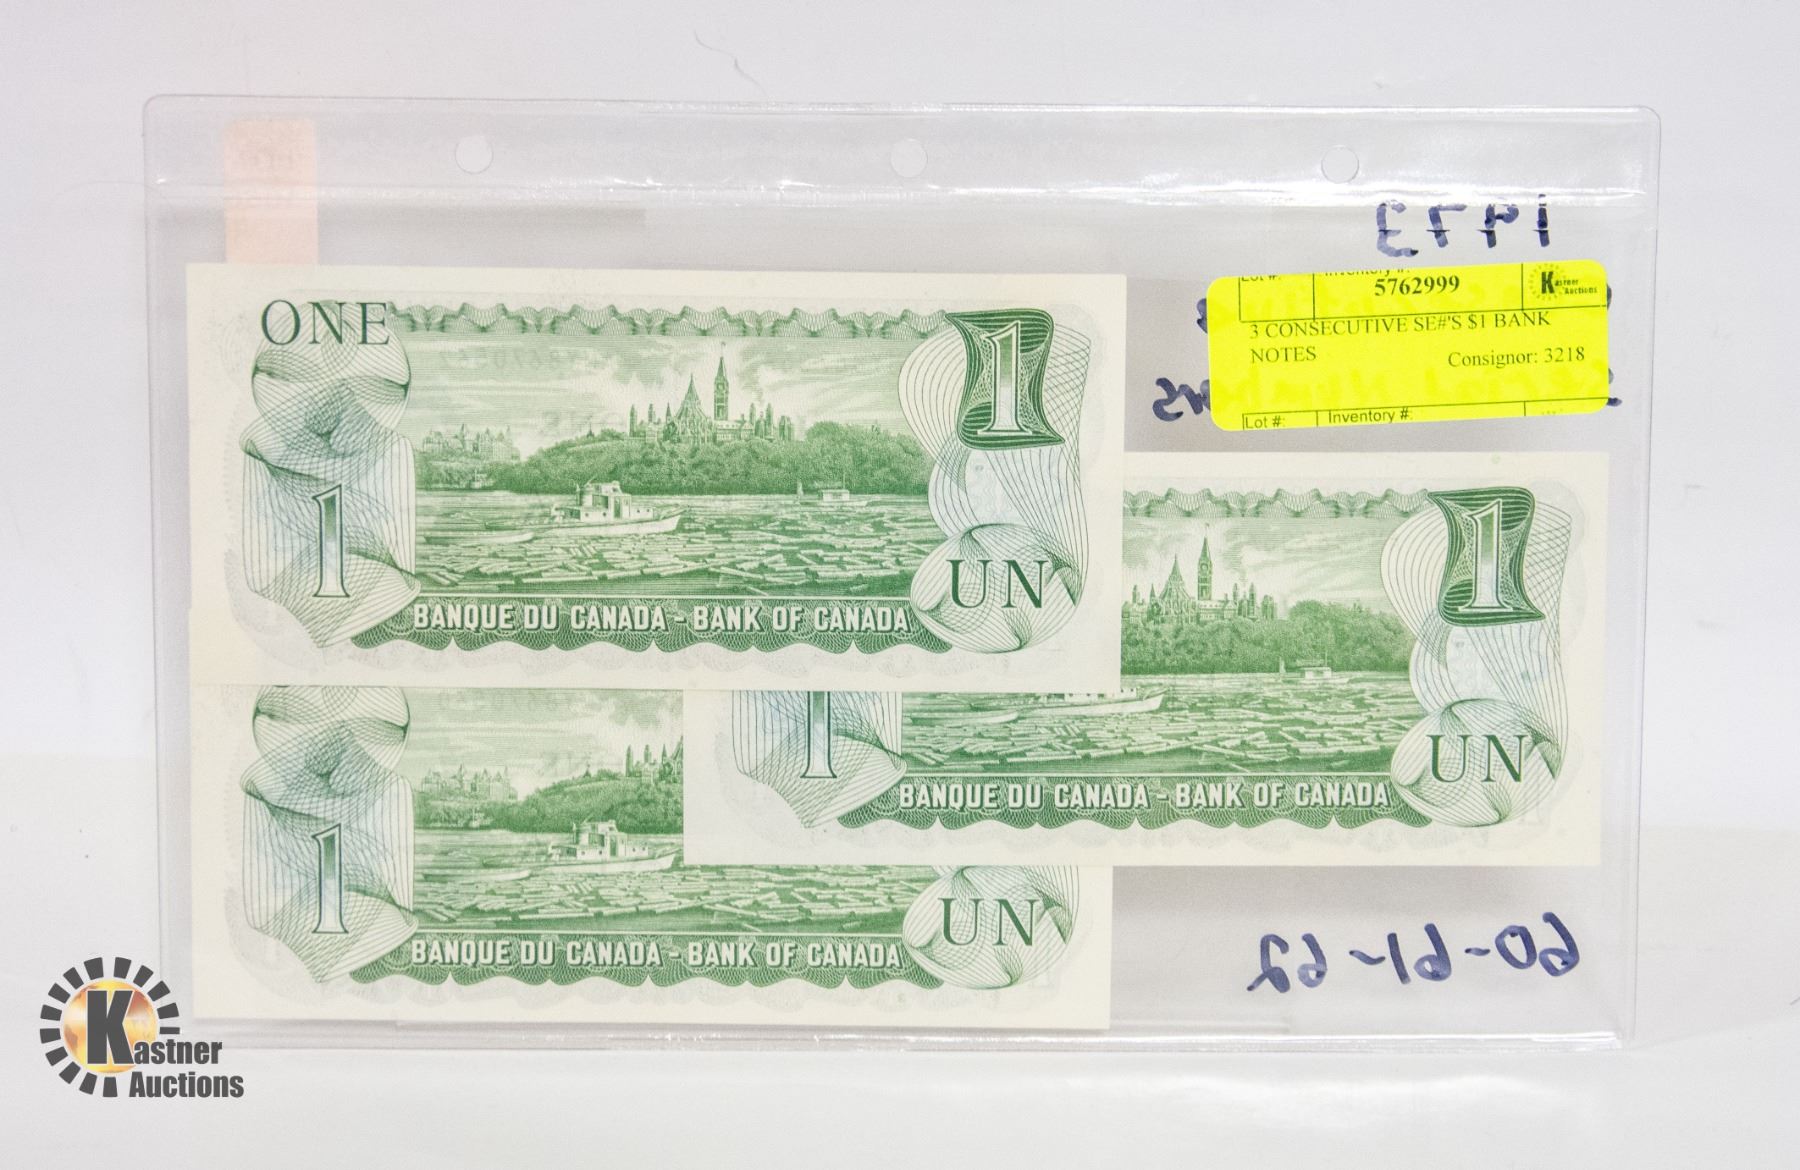 1973
Lot #: Inventory #:
5762999
Kastner Auctions
3 CONSECUTIVE SE#'S $1 BANK
NOTES Consignor: 3218
Lot #: Inventory #:
ONE
1
1
UN
BANQUE DU CANADA - BANK OF CANADA
1
1
UN
BANQUE DU CANADA - BANK OF CANADA
1
UN
BANQUE DU CANADA - BANK OF CANADA
60-61-62
Kastner
Auctions